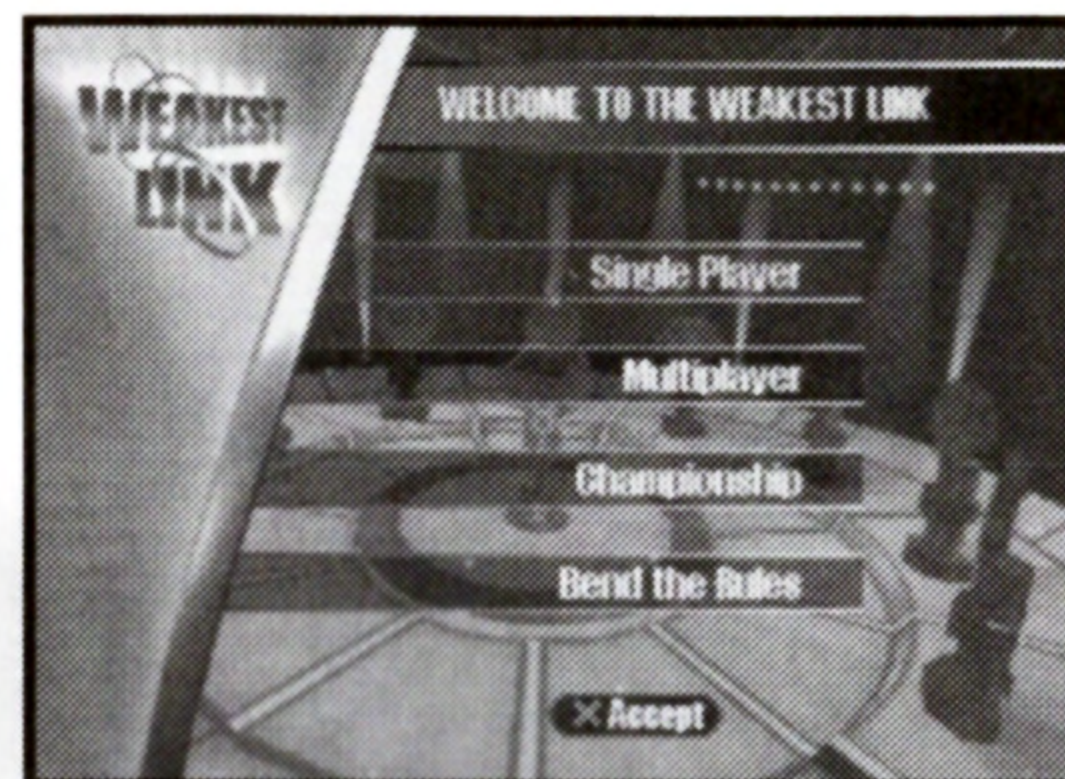 WEAKEST
LINK
WELCOME TO THE WEAKEST LINK
Single Player
Multiplayer
Championship
Bend the Rules
X Accept